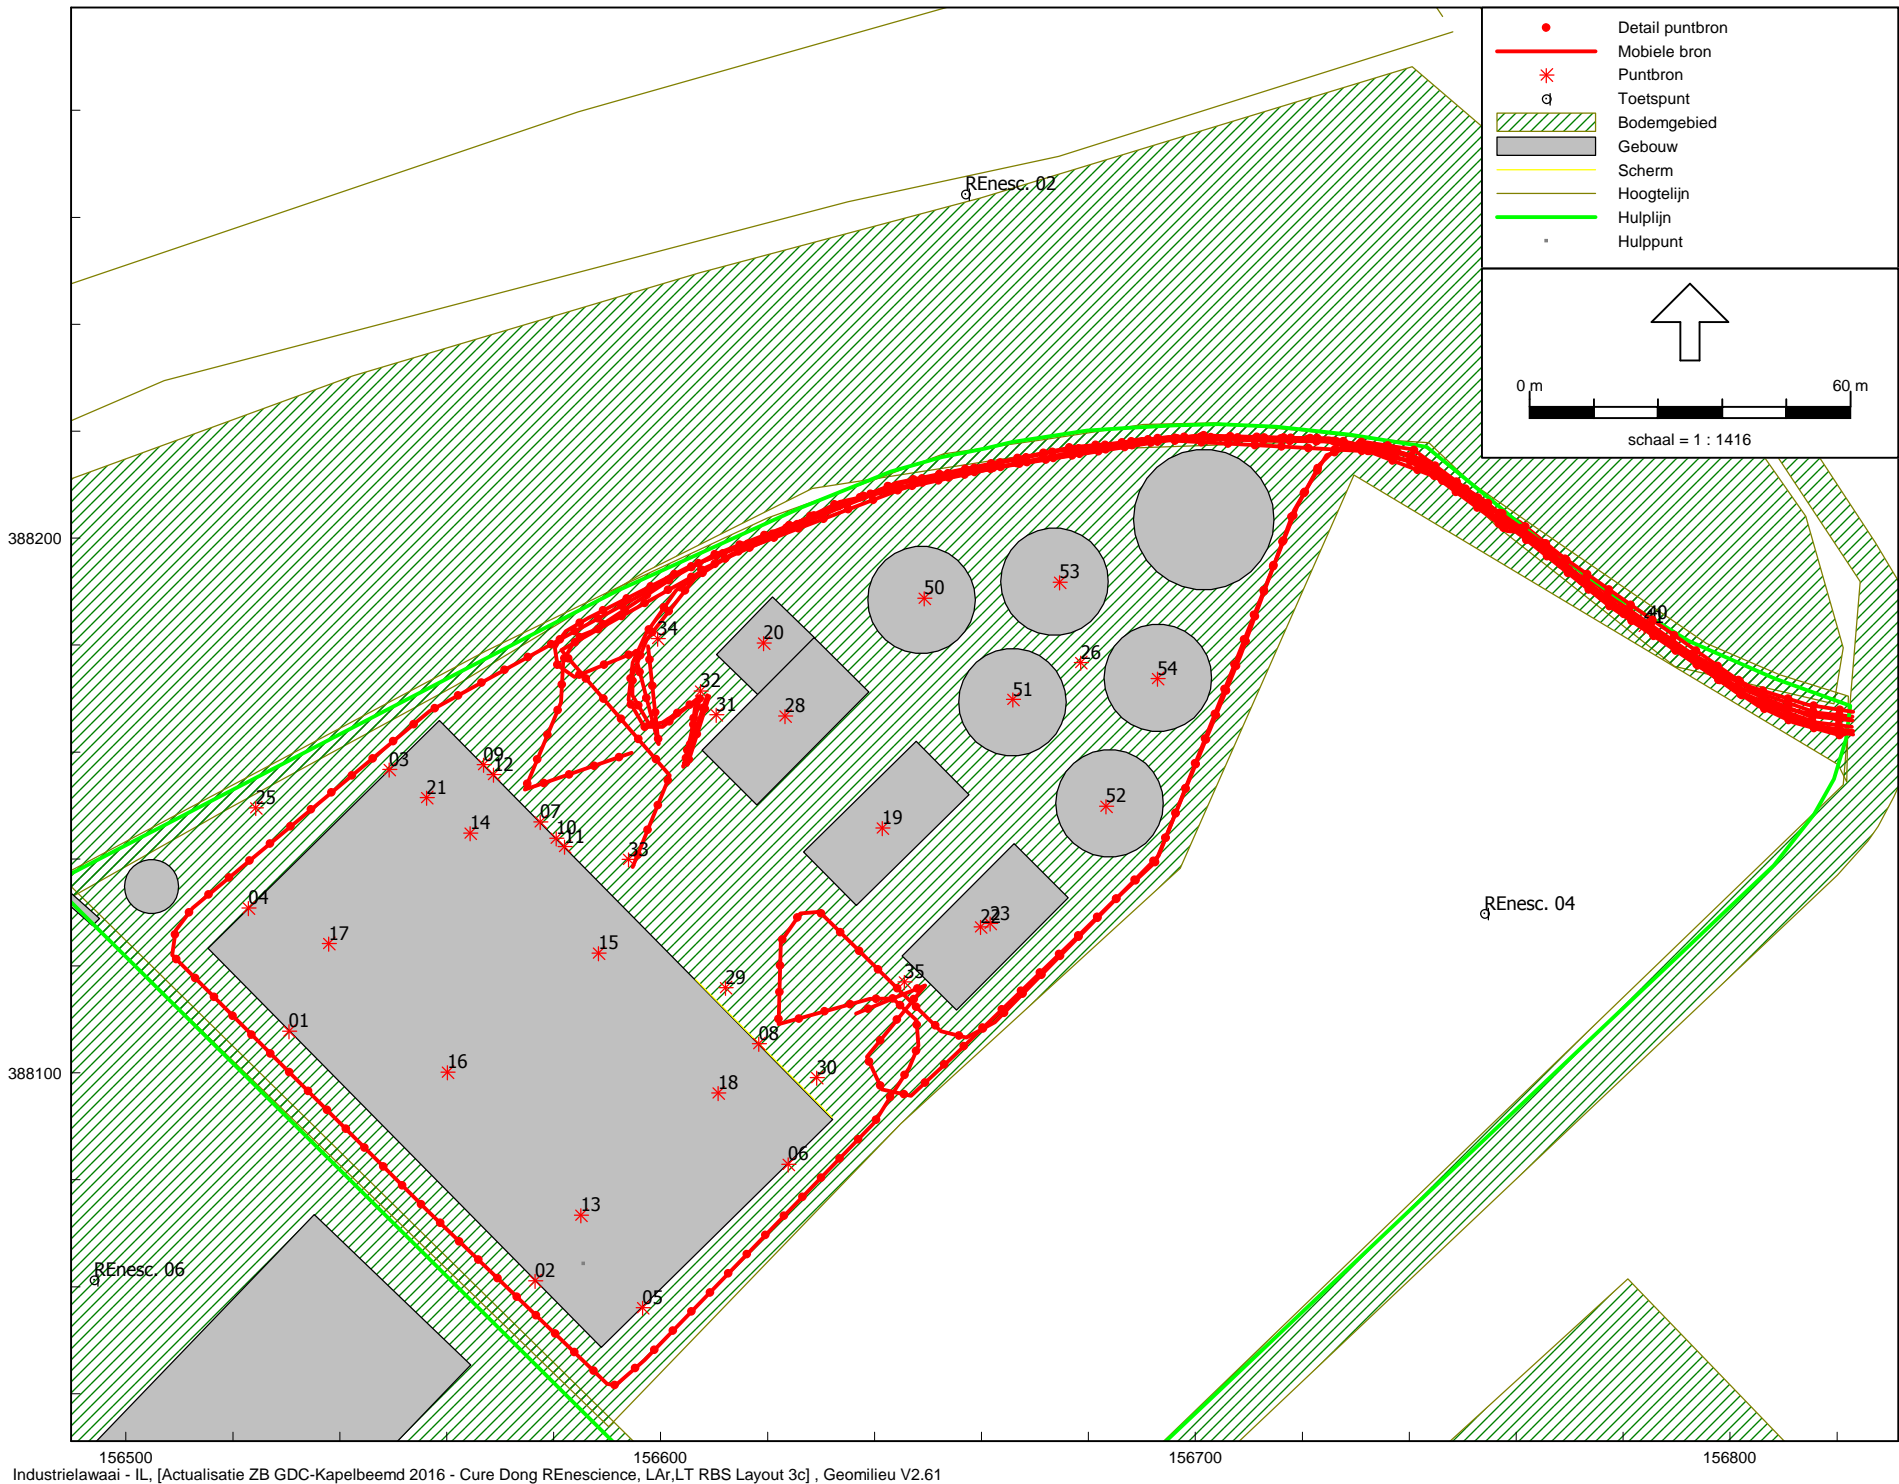 Detail puntbron
Mobiele bron
Puntbron
Toetspunt
Bodemgebied
Gebouw
Scherm
Hoogtelijn
Hulplijn
Hulppunt
REnesc. 02
0 m 60 m
schaal = 1 : 1416
388200
50
53
40
34
20
26
54
32
31
28
51
03
09
12
21
25
07
10
11
14
33
19
52
04
17
15
22
23
REnesc. 04
35
29
01
08
16
30
18
388100
06
13
REnesc. 06
02
05
156500 156600 156700 156800
Industrielawaai - IL, [Actualisatie ZB GDC-Kapelbeemd 2016 - Cure Dong REnescience, LAr,LT RBS Layout 3c] , Geomilieu V2.61